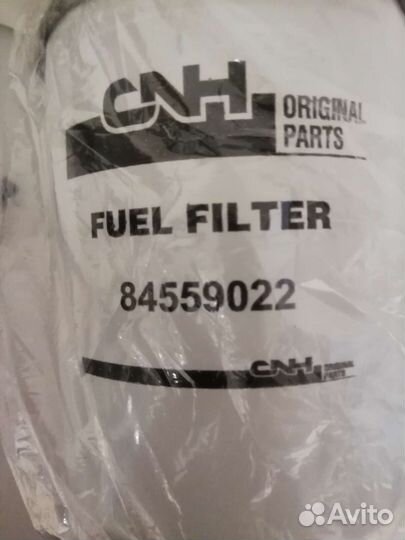 CNH
ORIGINAL
PARTS
FUEL FILTER
84559022
CNH ORIGINAL
PARTS
Avito